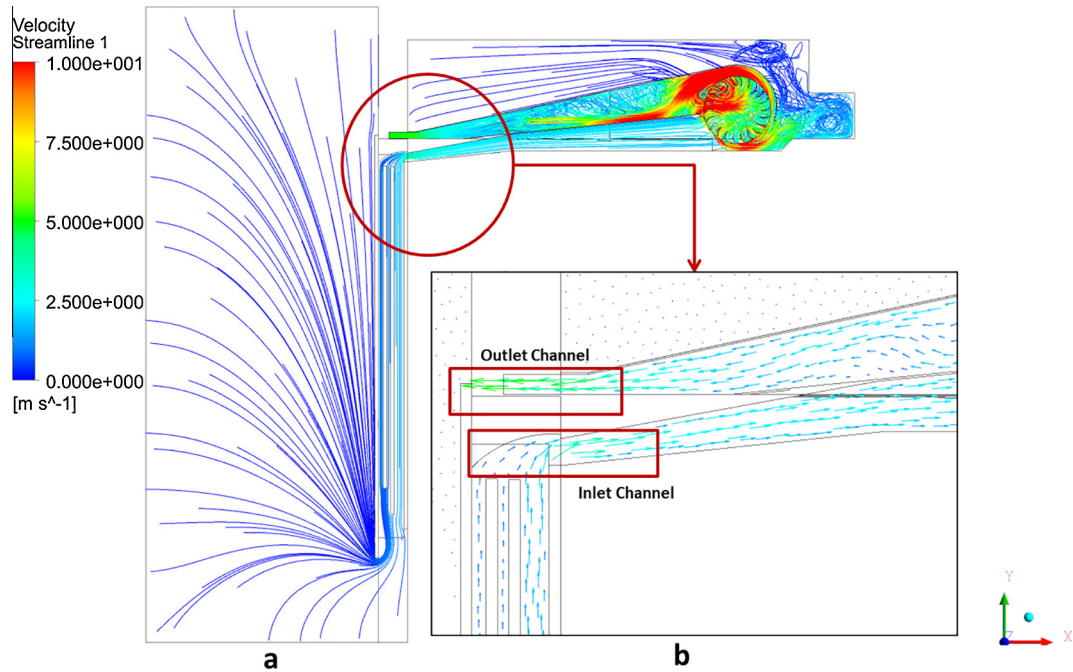 Velocity
Streamline 1
1.000e+001
7.500e+000
5.000e+000
2.500e+000
0.000e+000
[m s^-1]
Outlet Channel
Inlet Channel
a
b
Y
Z
X